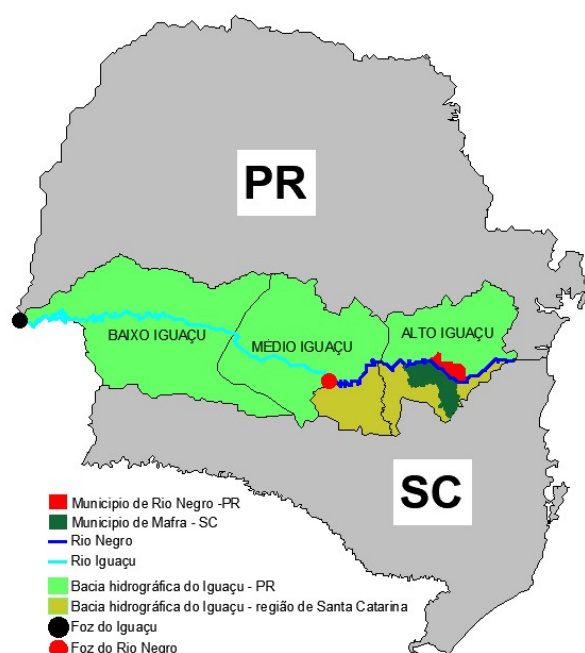 PR
BAIXO IGUAÇU
MÉDIO IGUAÇU
ALTO IGUAÇU
SC
Municipio de Rio Negro -PR
Municipio de Mafra - SC
Rio Negro
Rio Iguaçu
Bacia hidrográfica do Iguaçu - PR
Bacia hidrográfica do Iguaçu - região de Santa Catarina
Foz do Iguaçu
Foz do Rio Negro